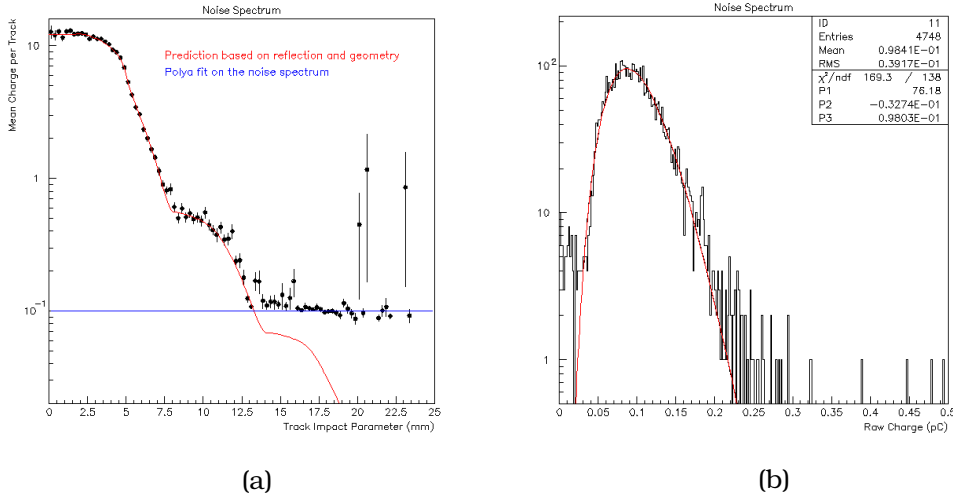 Noise Spectrum
Mean Charge per Track
10
1
10⁻¹
Prediction based on reflection and geometry
Polya fit on the noise spectrum
0 2.5 5 7.5 10 12.5 15 17.5 20 22.5 25
Track Impact Parameter (mm)
(a)
Noise Spectrum
ID 11
Entries 4748
Mean 0.9841E-01
RMS 0.3917E-01
χ²/ndf 169.3 / 138
P1 76.18
P2 -0.3274E-01
P3 0.9803E-01
10²
10
1
0 0.05 0.1 0.15 0.2 0.25 0.3 0.35 0.4 0.45 0.5
Raw Charge (pC)
(b)